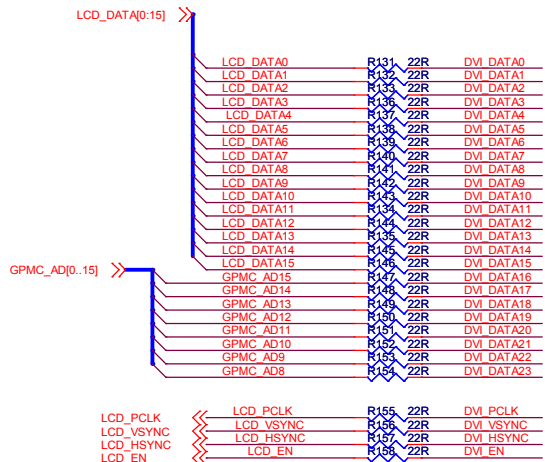 LCD_DATA[0:15]
LCD_DATA0 R131 22R DVI_DATA0
LCD_DATA1 R132 22R DVI_DATA1
LCD_DATA2 R133 22R DVI_DATA2
LCD_DATA3 R136 22R DVI_DATA3
LCD_DATA4 R137 22R DVI_DATA4
LCD_DATA5 R138 22R DVI_DATA5
LCD_DATA6 R139 22R DVI_DATA6
LCD_DATA7 R140 22R DVI_DATA7
LCD_DATA8 R141 22R DVI_DATA8
LCD_DATA9 R142 22R DVI_DATA9
LCD_DATA10 R143 22R DVI_DATA10
LCD_DATA11 R134 22R DVI_DATA11
LCD_DATA12 R144 22R DVI_DATA12
LCD_DATA13 R135 22R DVI_DATA13
LCD_DATA14 R145 22R DVI_DATA14
LCD_DATA15 R146 22R DVI_DATA15
GPMC_AD[0..15]
GPMC_AD15 R147 22R DVI_DATA16
GPMC_AD14 R148 22R DVI_DATA17
GPMC_AD13 R149 22R DVI_DATA18
GPMC_AD12 R150 22R DVI_DATA19
GPMC_AD11 R151 22R DVI_DATA20
GPMC_AD10 R152 22R DVI_DATA21
GPMC_AD9 R153 22R DVI_DATA22
GPMC_AD8 R154 22R DVI_DATA23
LCD_PCLK LCD_PCLK R155 22R DVI_PCLK
LCD_VSYNC LCD_VSYNC R156 22R DVI_VSYNC
LCD_HSYNC LCD_HSYNC R157 22R DVI_HSYNC
LCD_EN LCD_EN R158 22R DVI_EN